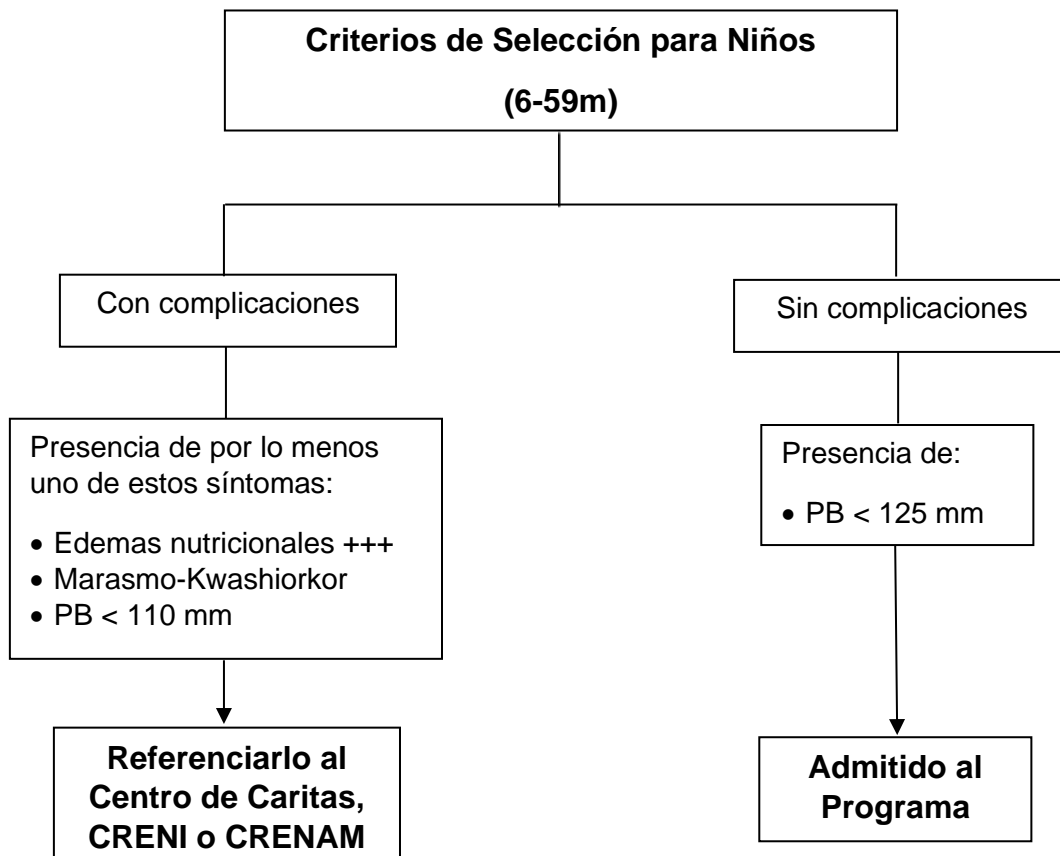 Criterios de Selección para Niños
(6-59m)
Con complicaciones
Sin complicaciones
Presencia de por lo menos
uno de estos síntomas:
• Edemas nutricionales +++
• Marasmo-Kwashiorkor
• PB < 110 mm
Presencia de:
• PB < 125 mm
Referenciarlo al
Centro de Caritas,
CRENI o CRENAM
Admitido al
Programa